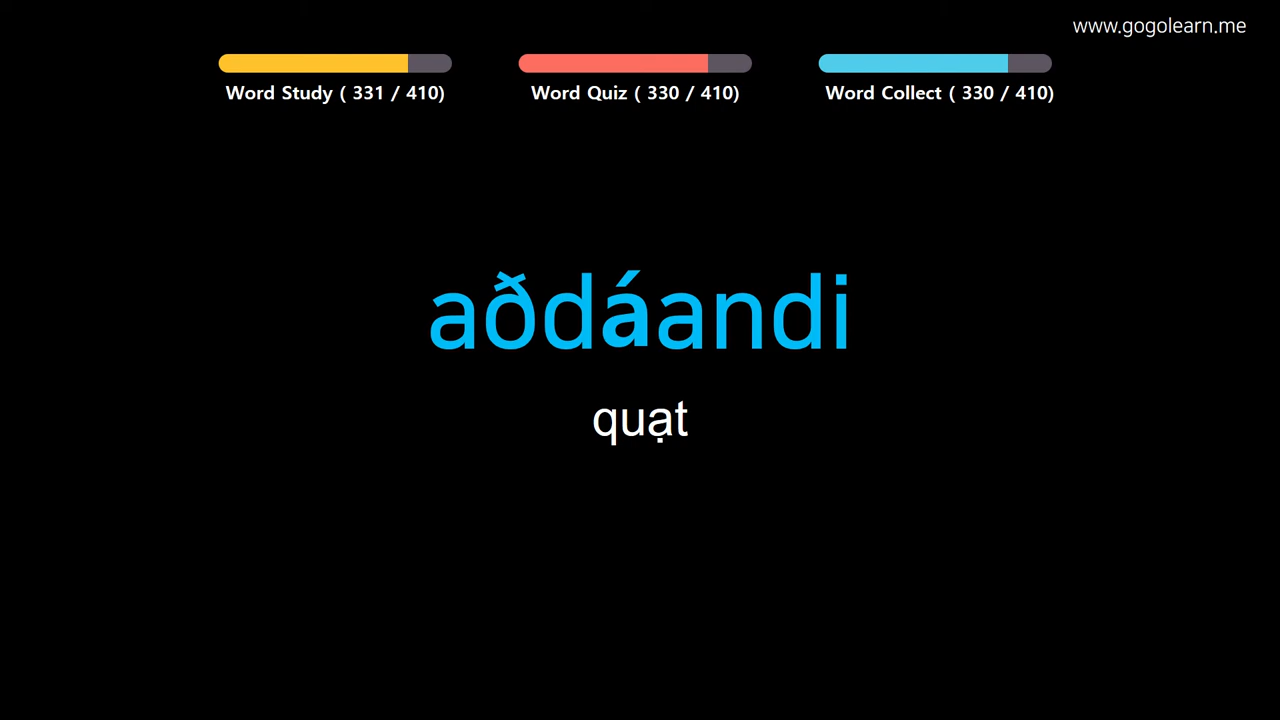 www.gogolearn.me
Word Study ( 331 / 410)
Word Quiz ( 330 / 410)
Word Collect ( 330 / 410)
aðdáandi
quạt